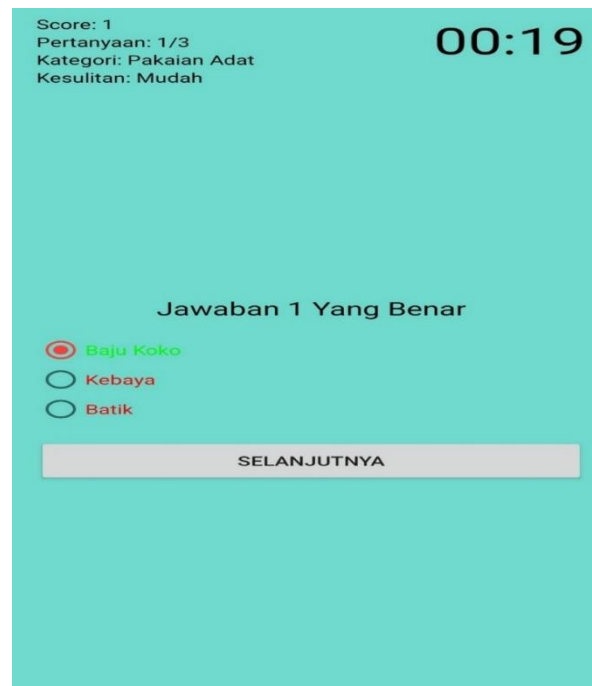 Score: 1
Pertanyaan: 1/3
Kategori: Pakaian Adat
Kesulitan: Mudah
00:19
Jawaban 1 Yang Benar
Baju Koko
Kebaya
Batik
SELANJUTNYA